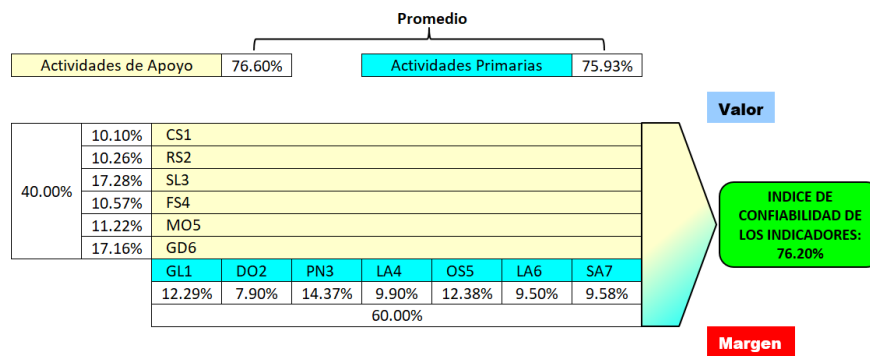 Promedio
Actividades de Apoyo 76.60% Actividades Primarias 75.93%
Valor
40.00%
10.10% CS1
10.26% RS2
17.28% SL3
10.57% FS4
11.22% MO5
17.16% GD6
INDICE DE
CONFIABILIDAD DE
LOS INDICADORES:
76.20%
GL1 DO2 PN3 LA4 OS5 LA6 SA7
12.29% 7.90% 14.37% 9.90% 12.38% 9.50% 9.58%
60.00%
Margen